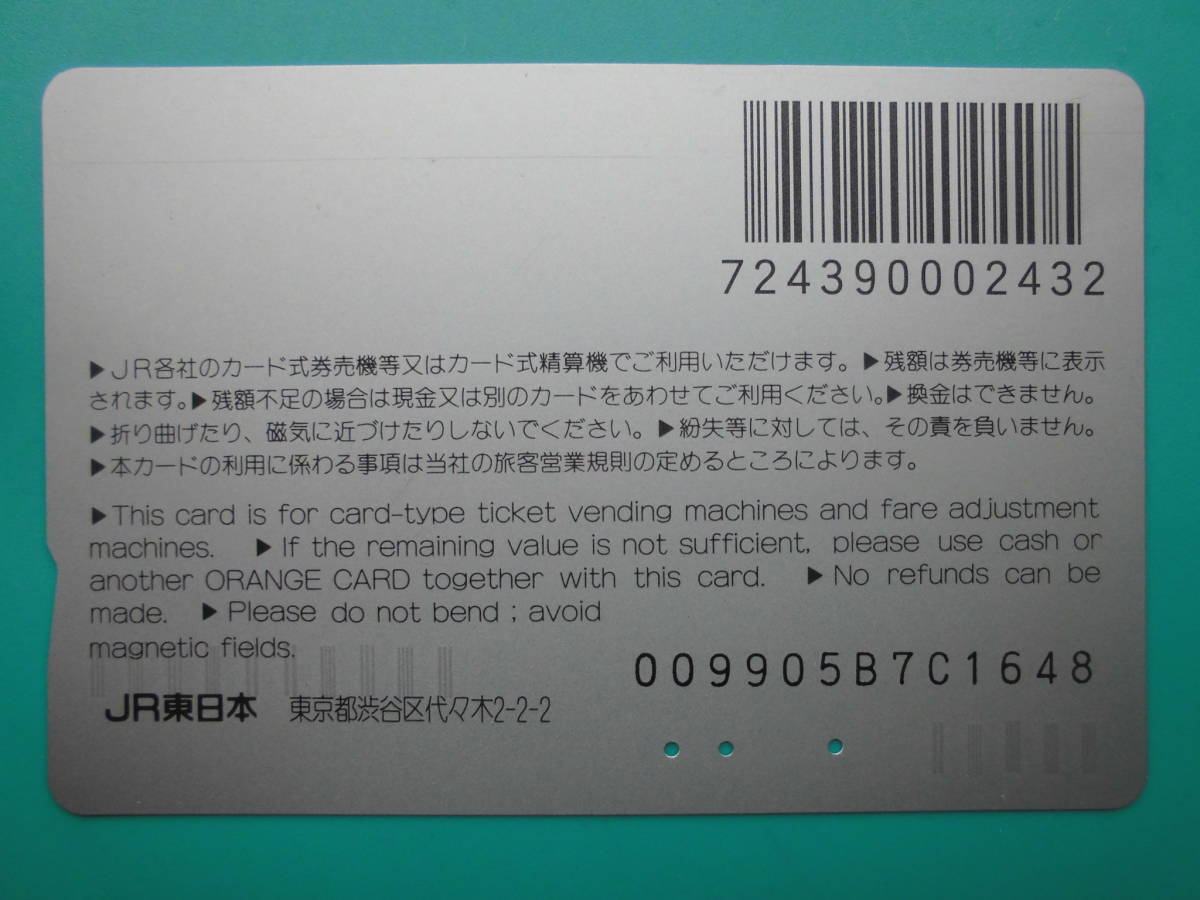 724390002432
▶JR各社のカード式券売機等又はカード式精算機でご利用いただけます。▶残額は券売機等に表示
されます。▶残額不足の場合は現金又は別のカードをあわせてご利用ください。▶換金はできません。
▶折り曲げたり、磁気に近づけたりしないでください。▶紛失等に対しては、その責を負いません。
▶本カードの利用に係わる事項は当社の旅客営業規則の定めるところによります。
▶This card is for card-type ticket vending machines and fare adjustment
machines. ▶If the remaining value is not sufficient, please use cash or
another ORANGE CARD together with this card. ▶No refunds can be
made. ▶Please do not bend ; avoid
magnetic fields.
009905B7C1648
JR東日本 東京都渋谷区代々木2-2-2